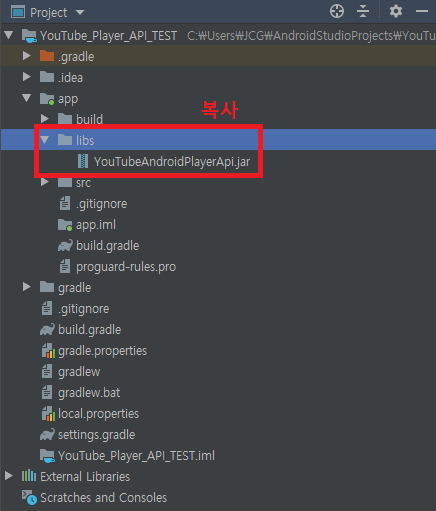 Project
YouTube_Player_API_TEST C:₩Users₩JCG₩AndroidStudioProjects₩YouTu
.gradle
.idea
app
복사
build
libs
YouTubeAndroidPlayerApi.jar
src
.gitignore
app.iml
build.gradle
proguard-rules.pro
gradle
.gitignore
build.gradle
gradle.properties
gradlew
gradlew.bat
local.properties
settings.gradle
YouTube_Player_API_TEST.iml
External Libraries
Scratches and Consoles